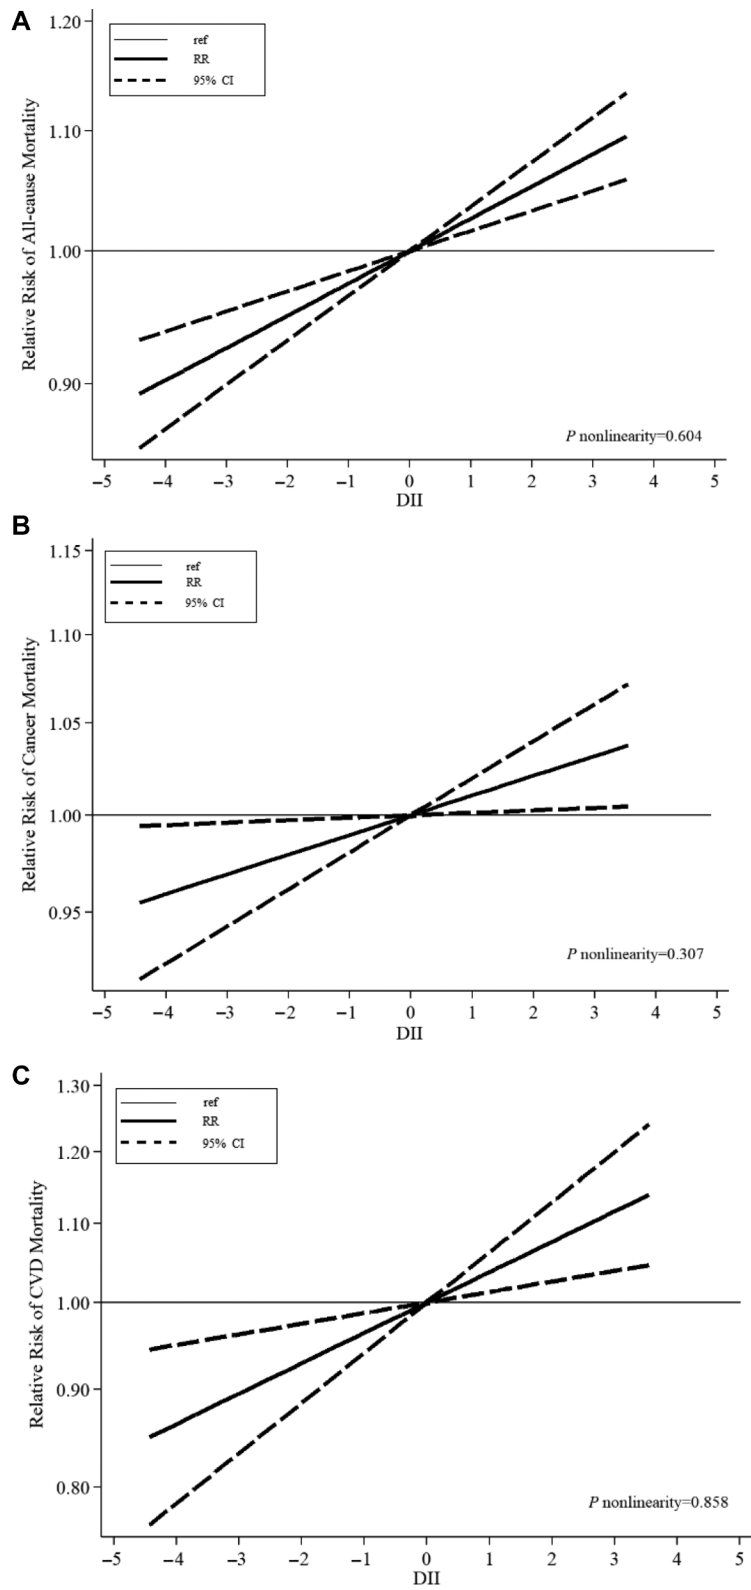 A
Relative Risk of All-cause Mortality
1.20
1.10
1.00
0.90
ref
RR
95% CI
P nonlinearity=0.604
−5 −4 −3 −2 −1 0 1 2 3 4 5
DII
B
Relative Risk of Cancer Mortality
1.15
1.10
1.05
1.00
0.95
ref
RR
95% CI
P nonlinearity=0.307
−5 −4 −3 −2 −1 0 1 2 3 4 5
DII
C
Relative Risk of CVD Mortality
1.30
1.20
1.10
1.00
0.90
0.80
ref
RR
95% CI
P nonlinearity=0.858
−5 −4 −3 −2 −1 0 1 2 3 4 5
DII